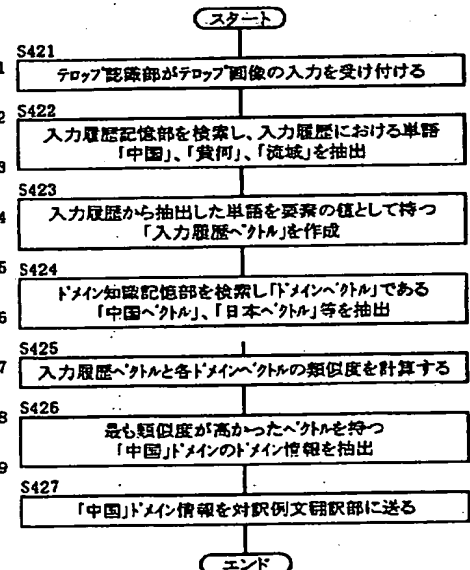 スタート
S421
1
テロップ認識部がテロップ画像の入力を受け付ける
2
S422
入力履歴記憶部を検索し、入力履歴における単語
「中国」、「黄河」、「流域」を抽出
3
S423
4
入力履歴から抽出した単語を要素の値として持つ
「入力履歴ベクトル」を作成
5
S424
ドメイン知識記憶部を検索し「ドメインベクトル」である
6
「中国ベクトル」、「日本ベクトル」等を抽出
S425
7
入力履歴ベクトルと各ドメインベクトルの類似度を計算する
8
S426
最も類似度が高かったベクトルを持つ
「中国」ドメインのドメイン情報を抽出
9
S427
「中国」ドメイン情報を対訳例文翻訳部に送る
エンド